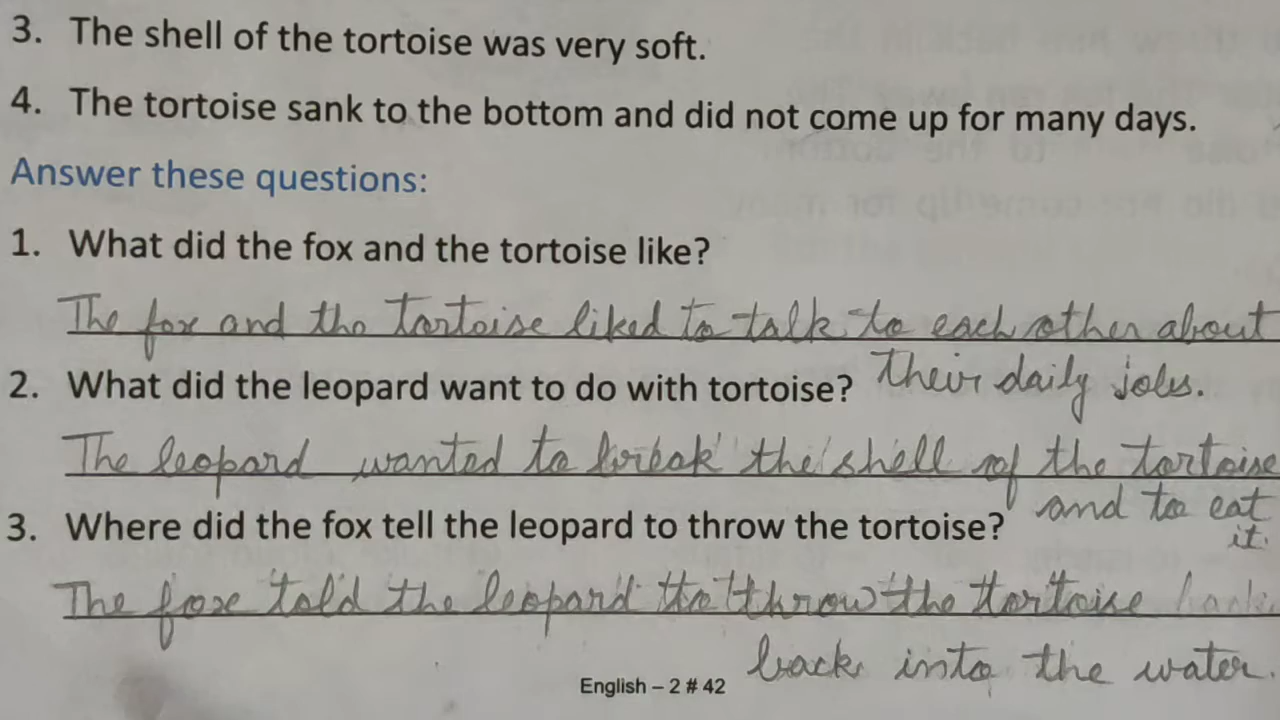 3. The shell of the tortoise was very soft.
4. The tortoise sank to the bottom and did not come up for many days.
Answer these questions:
1. What did the fox and the tortoise like?
The fox and the tortoise liked to talk to each other about
their daily jobs.
2. What did the leopard want to do with tortoise?
The leopard wanted to break the shell of the tortoise
and to eat
it.
3. Where did the fox tell the leopard to throw the tortoise?
The fox told the leopard to throw the tortoise
back into the water.
English – 2 # 42